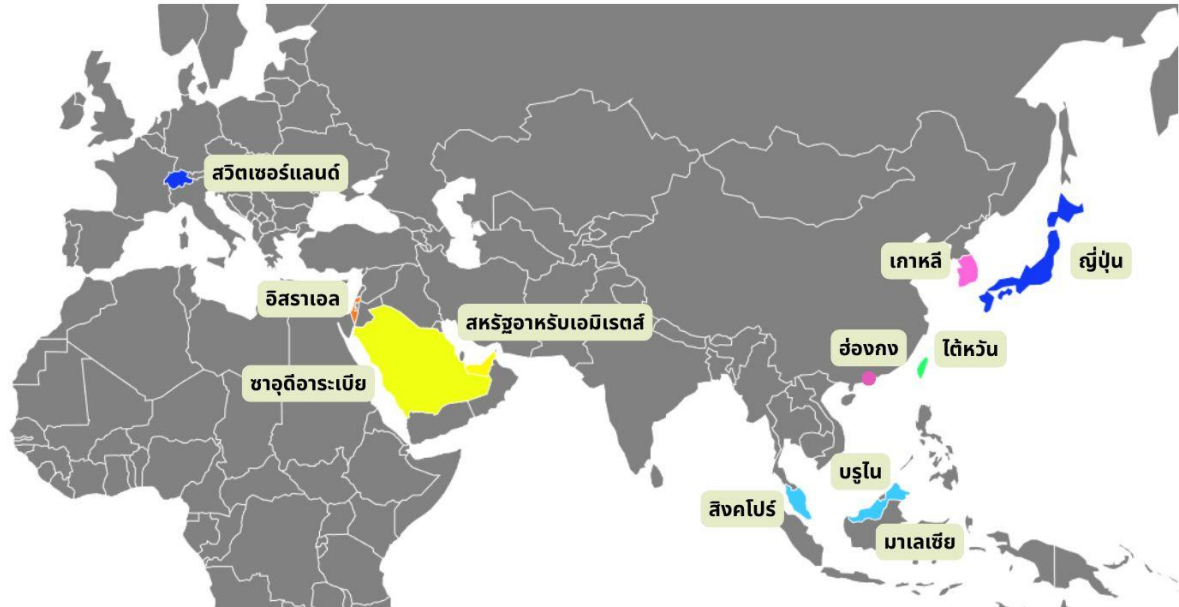 สวิตเซอร์แลนด์
เกาหลี
ญี่ปุ่น
อิสราเอล
สหรัฐอาหรับเอมิเรตส์
ฮ่องกง
ไต้หวัน
ซาอุดีอาระเบีย
บรูไน
สิงคโปร์
มาเลเซีย